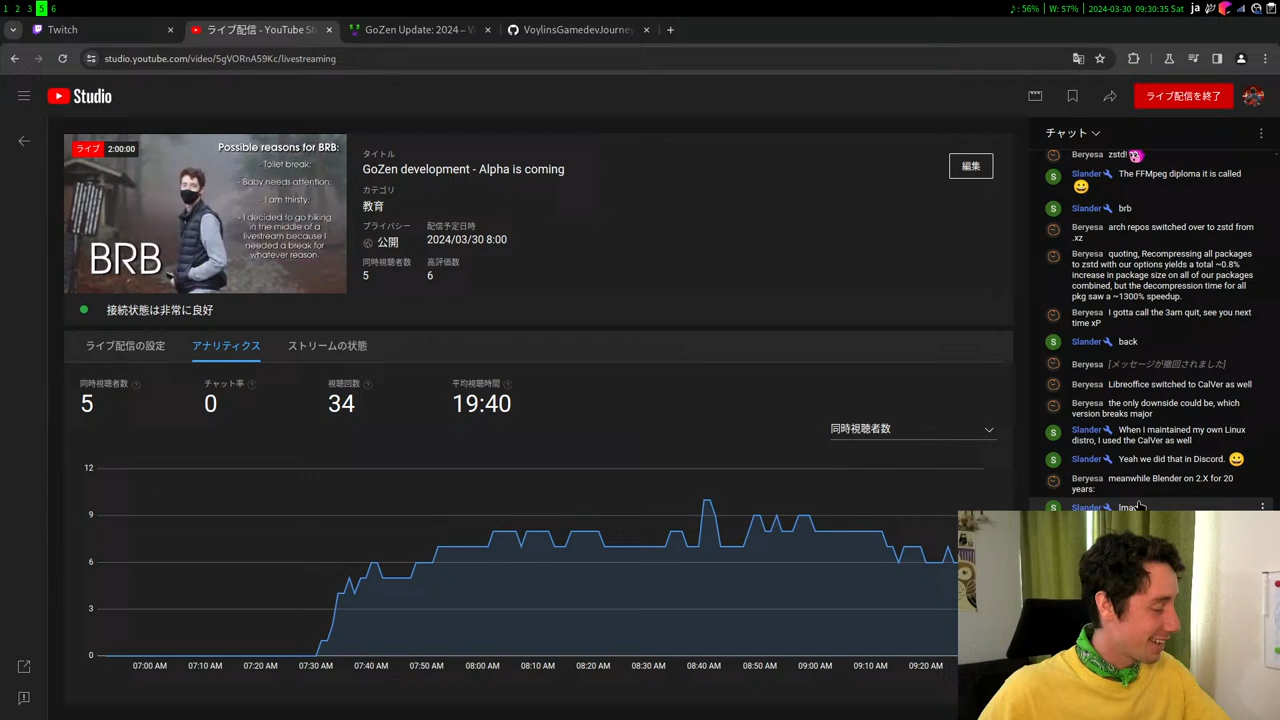 1 2 3 5 6
♪: 56% | W: 57% | 2024-03-30 09:30:35 Sat ja
Twitch
ライブ配信 - YouTube St
GoZen Update: 2024 – W
VoylinsGamedevJourney
studio.youtube.com/video/5gVORnA59Kc/livestreaming
Studio
ライブ配信を終了
ライブ 2:00:00
Possible reasons for BRB:
- Toilet break;
- Baby needs attention;
- I am thirsty;
- I decided to go hiking
in the middle of a
livestream because I
needed a break for
whatever reason.
BRB
タイトル
GoZen development - Alpha is coming
編集
カテゴリ
教育
プライバシー
公開
配信予定日時
2024/03/30 8:00
同時視聴者数
5
高評価数
6
接続状態は非常に良好
ライブ配信の設定
アナリティクス
ストリームの状態
同時視聴者数
5
チャット率
0
視聴回数
34
平均視聴時間
19:40
同時視聴者数
12
9
6
3
0
07:00 AM 07:10 AM 07:20 AM 07:30 AM 07:40 AM 07:50 AM 08:00 AM 08:10 AM 08:20 AM 08:30 AM 08:40 AM 08:50 AM 09:00 AM 09:10 AM 09:20 AM
チャット
Beryesa zstd!
S Slander The FFMpeg diploma it is called
S Slander brb
Beryesa arch repos switched over to zstd from
.xz
Beryesa quoting, Recompressing all packages
to zstd with our options yields a total ~0.8%
increase in package size on all of our packages
combined, but the decompression time for all
pkg saw a ~1300% speedup.
Beryesa I gotta call the 3am quit, see you next
time xP
S Slander back
Beryesa [メッセージが撤回されました]
Beryesa Libreoffice switched to CalVer as well
Beryesa the only downside could be, which
version breaks major
S Slander When I maintained my own Linux
distro, I used the CalVer as well
S Slander Yeah we did that in Discord.
Beryesa meanwhile Blender on 2.X for 20
years:
S Slander